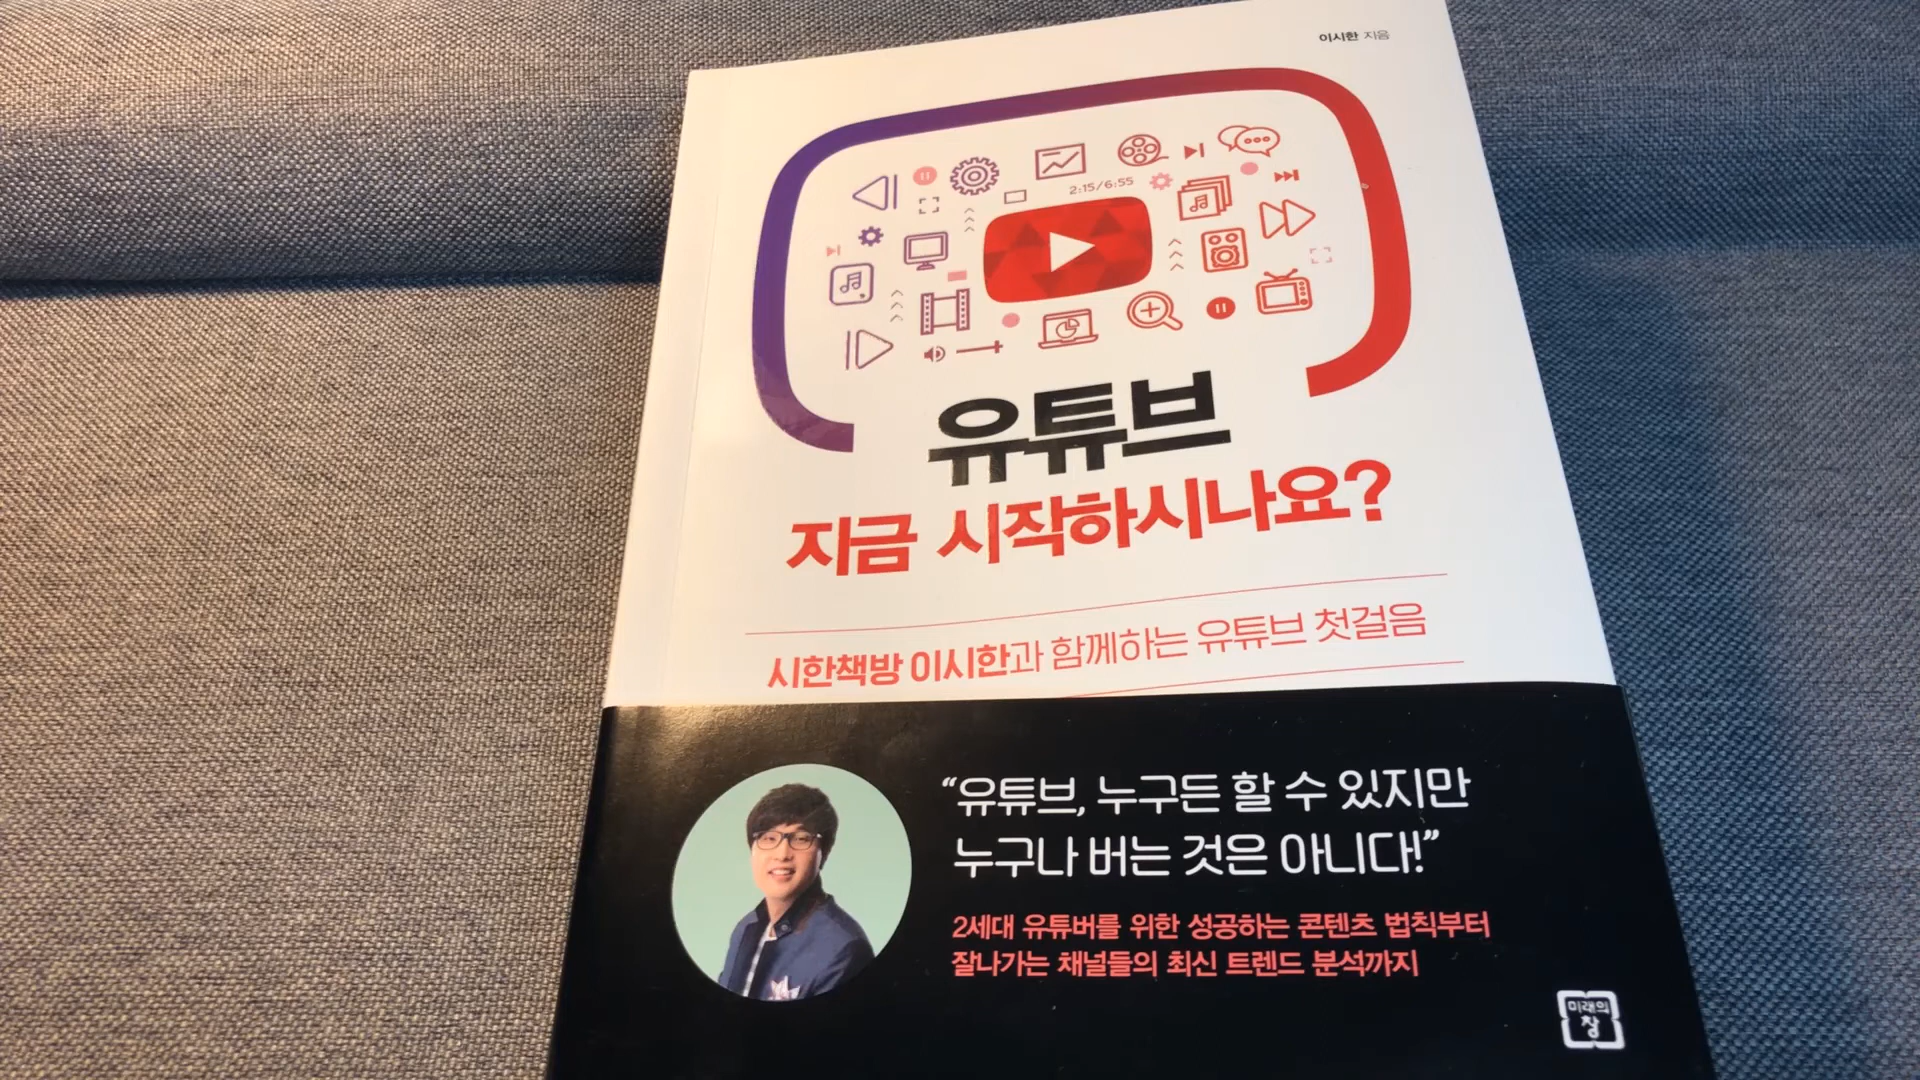 이시한 지음
2:15/6:55
유튜브
지금 시작하시나요?
시한책방 이시한과 함께하는 유튜브 첫걸음
“유튜브, 누구든 할 수 있지만
누구나 버는 것은 아니다!”
2세대 유튜버를 위한 성공하는 콘텐츠 법칙부터
잘나가는 채널들의 최신 트렌드 분석까지
미래의
창